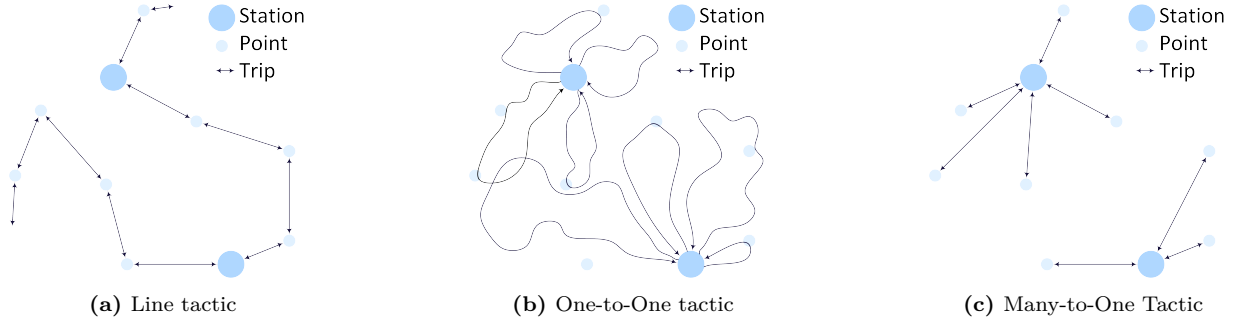 Station
Point
Trip
Station
Point
Trip
Station
Point
Trip
(a) Line tactic
(b) One-to-One tactic
(c) Many-to-One Tactic